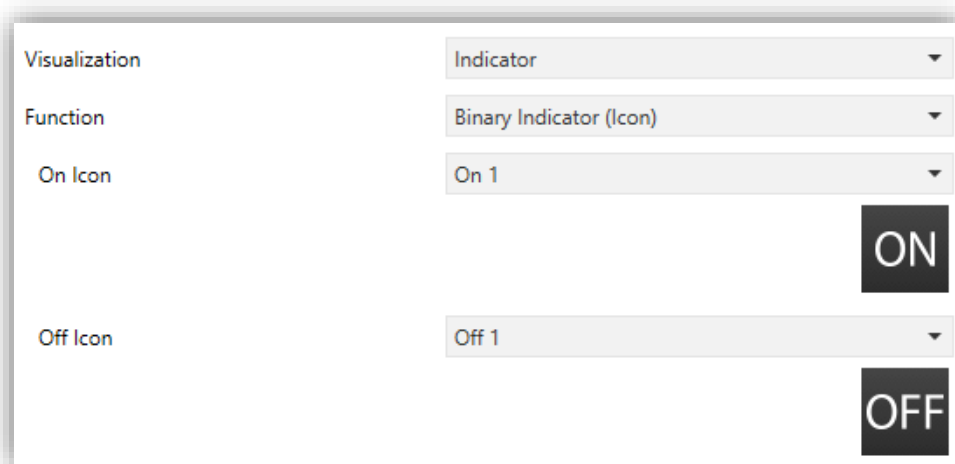 Visualization Indicator
Function Binary Indicator (Icon)
On Icon On 1
ON
Off Icon Off 1
OFF